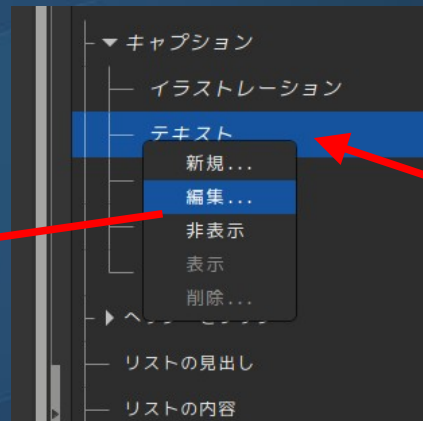 キャプション
イラストレーション
テキスト
新規...
編集...
非表示
表示
削除...
リストの見出し
リストの内容